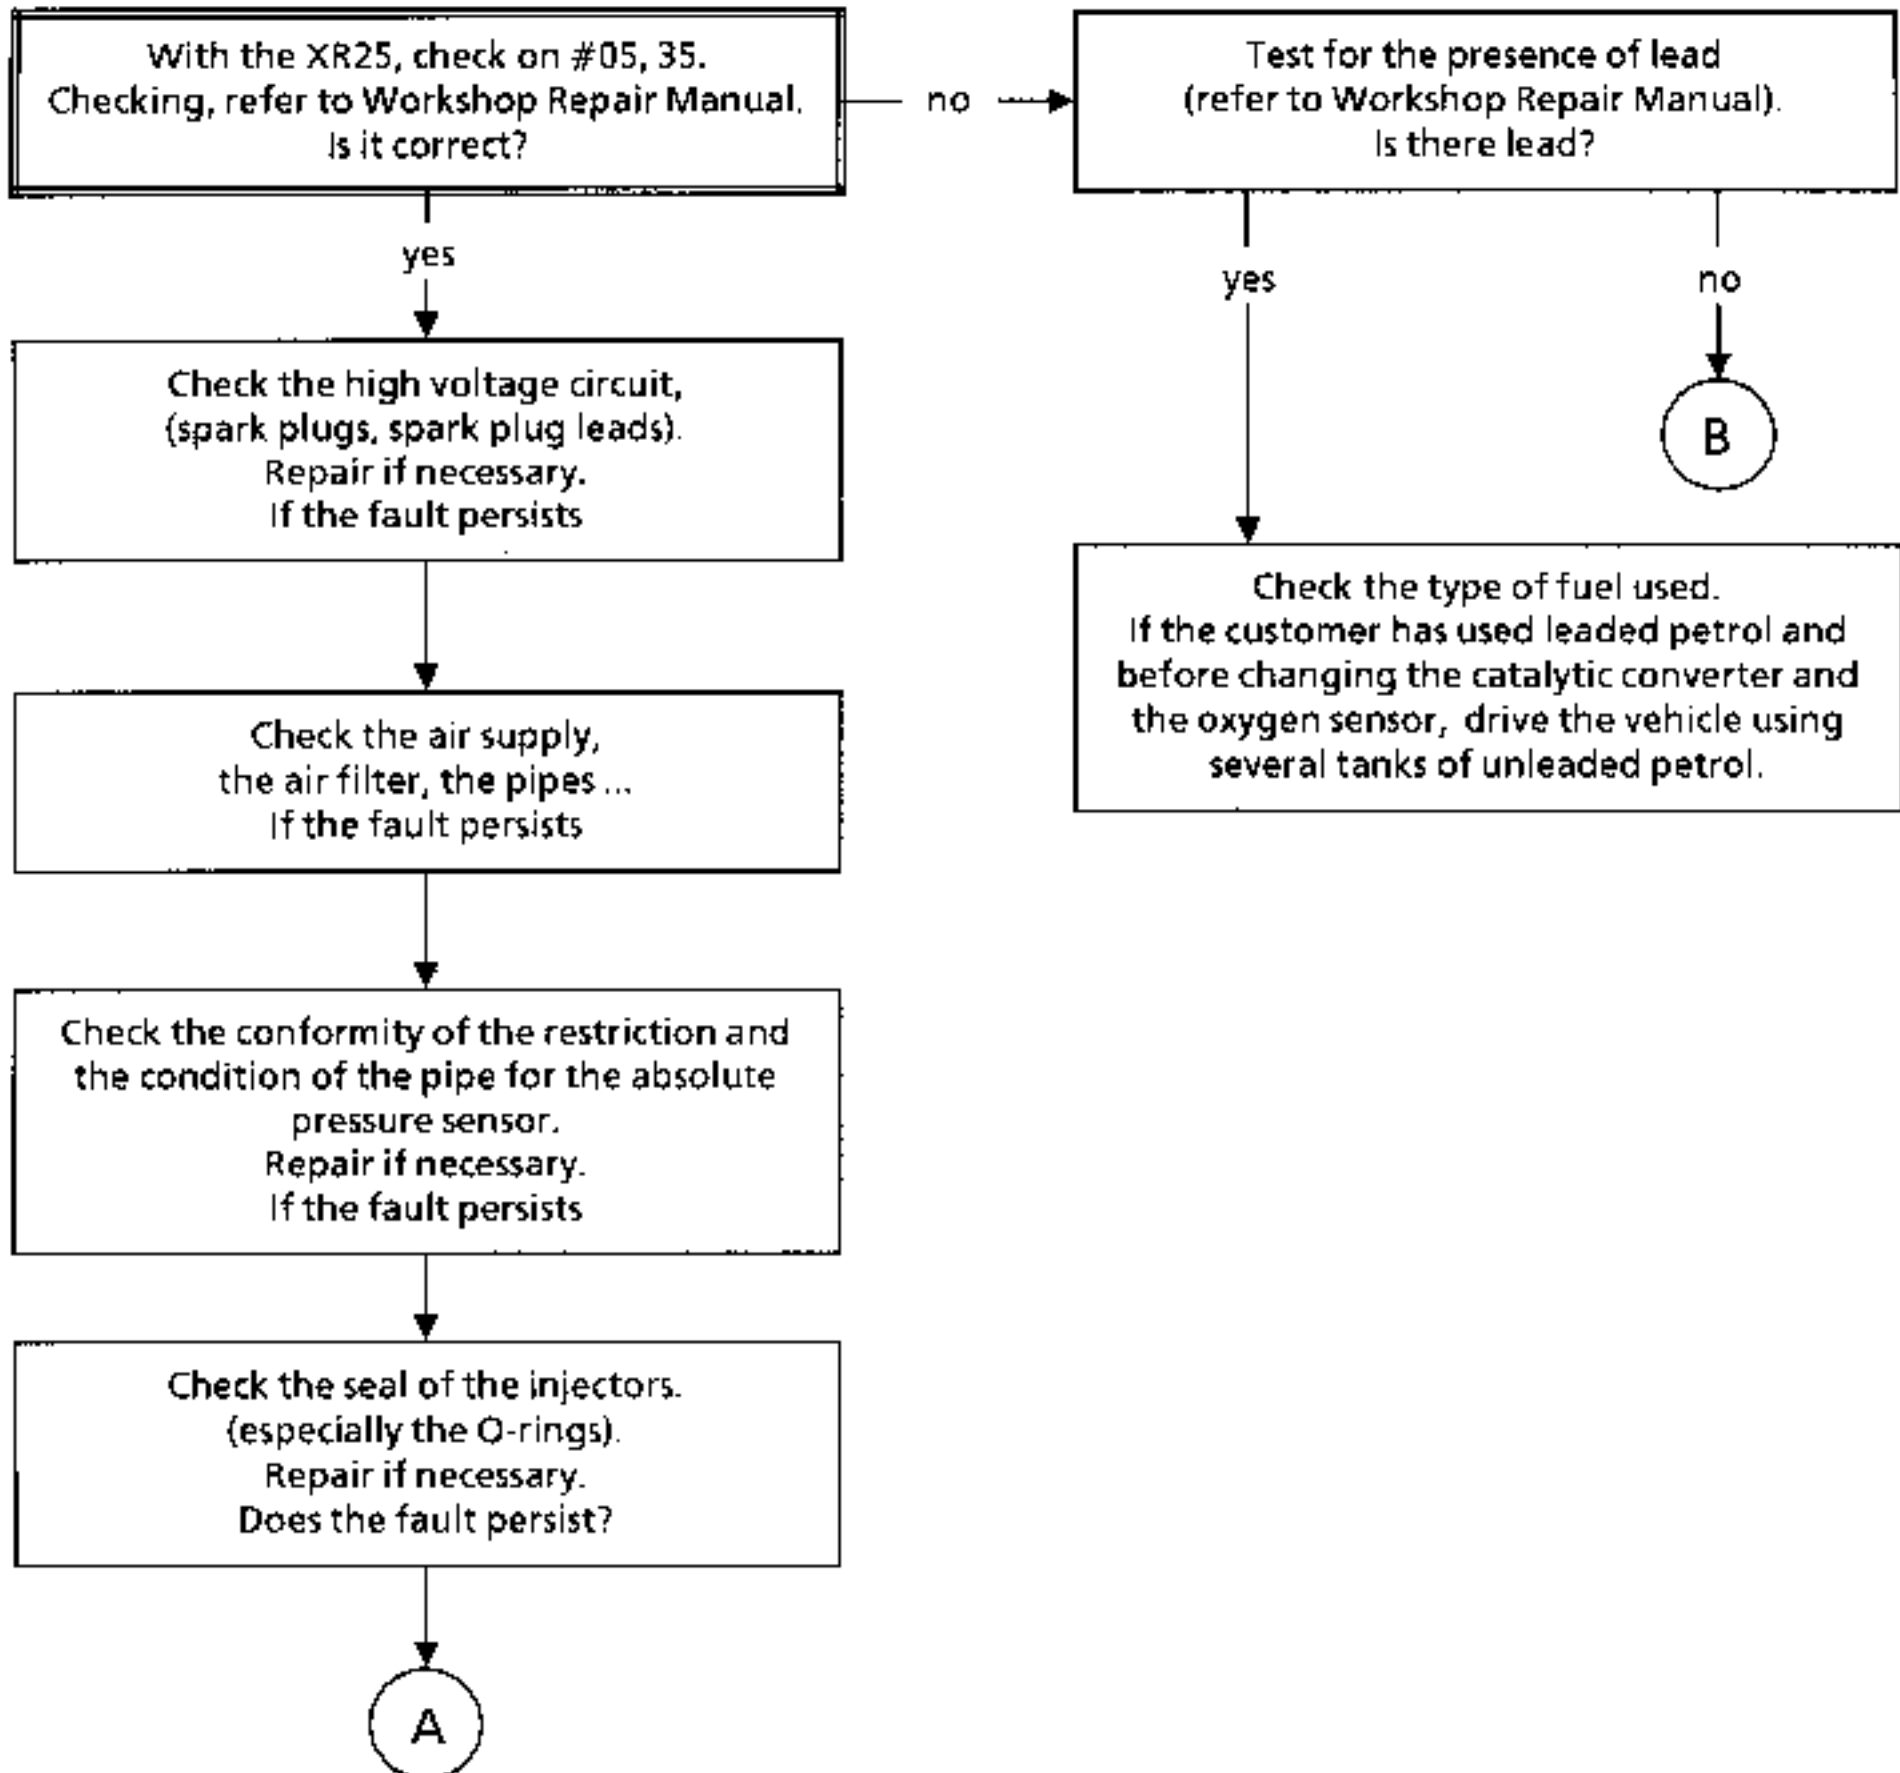 With the XR25, check on #05, 35.
Checking, refer to Workshop Repair Manual.
Is it correct?
no
Test for the presence of lead
(refer to Workshop Repair Manual).
Is there lead?
yes
yes
no
B
Check the high voltage circuit,
(spark plugs, spark plug leads).
Repair if necessary.
If the fault persists
Check the type of fuel used.
If the customer has used leaded petrol and
before changing the catalytic converter and
the oxygen sensor, drive the vehicle using
several tanks of unleaded petrol.
Check the air supply,
the air filter, the pipes ...
If the fault persists
Check the conformity of the restriction and
the condition of the pipe for the absolute
pressure sensor.
Repair if necessary.
If the fault persists
Check the seal of the injectors.
(especially the O-rings).
Repair if necessary.
Does the fault persist?
A